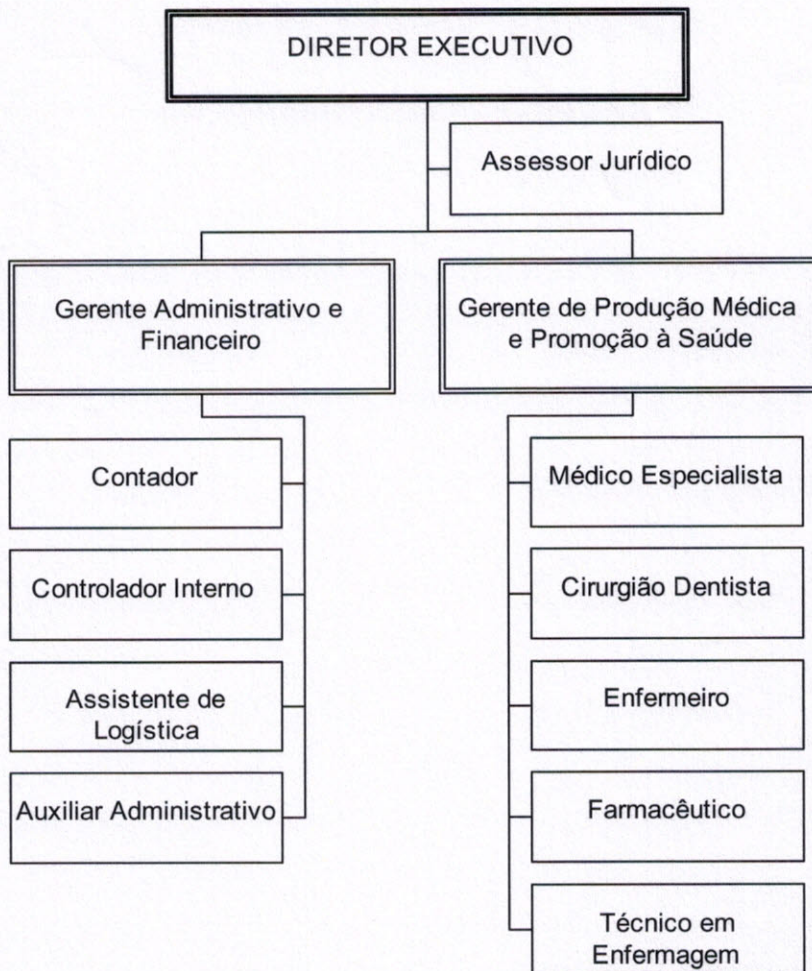 DIRETOR EXECUTIVO
Assessor Jurídico
Gerente Administrativo e
Financeiro
Gerente de Produção Médica
e Promoção à Saúde
Contador
Controlador Interno
Assistente de
Logística
Auxiliar Administrativo
Médico Especialista
Cirurgião Dentista
Enfermeiro
Farmacêutico
Técnico em
Enfermagem